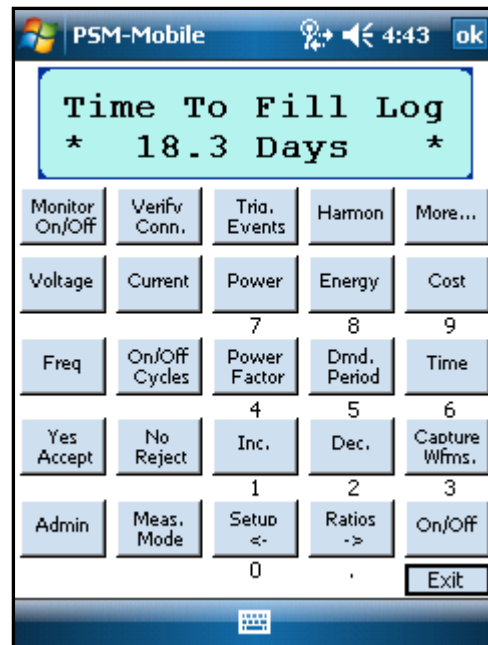 PSM-Mobile 4:43 ok
Time To Fill Log
* 18.3 Days *
Monitor On/Off Verify Conn. Trig. Events Harmon More...
Voltage Current Power Energy Cost
7 8 9
Freq On/Off Cycles Power Factor Dmd. Period Time
4 5 6
Yes Accept No Reject Inc. Dec. Capture Wfms.
1 2 3
Admin Meas. Mode Setup <- Ratios -> On/Off
0 . Exit